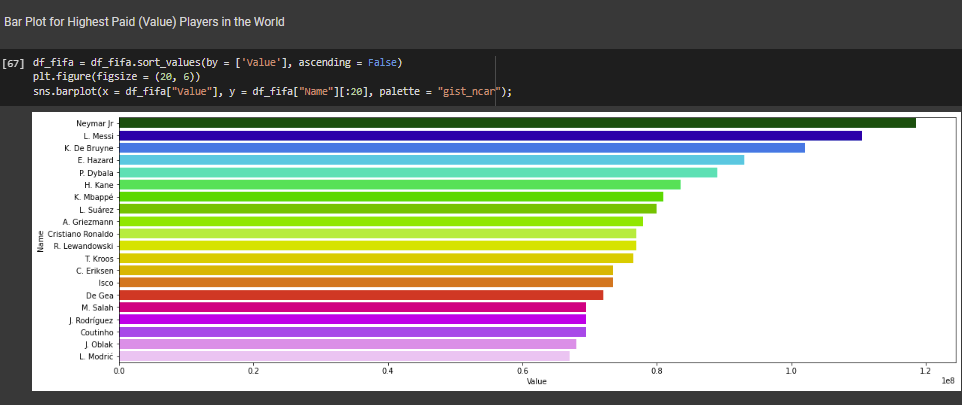 Bar Plot for Highest Paid (Value) Players in the World
[67] df_fifa = df_fifa.sort_values(by = ['Value'], ascending = False)
plt.figure(figsize = (20, 6))
sns.barplot(x = df_fifa["Value"], y = df_fifa["Name"][:20], palette = "gist_ncar");
Neymar Jr
L. Messi
K. De Bruyne
E. Hazard
P. Dybala
H. Kane
K. Mbappé
L. Suárez
A. Griezmann
Cristiano Ronaldo
R. Lewandowski
T. Kroos
C. Eriksen
Isco
De Gea
M. Salah
J. Rodríguez
Coutinho
J. Oblak
L. Modrić
Name
0.0 0.2 0.4 0.6 0.8 1.0 1.2
1e8
Value